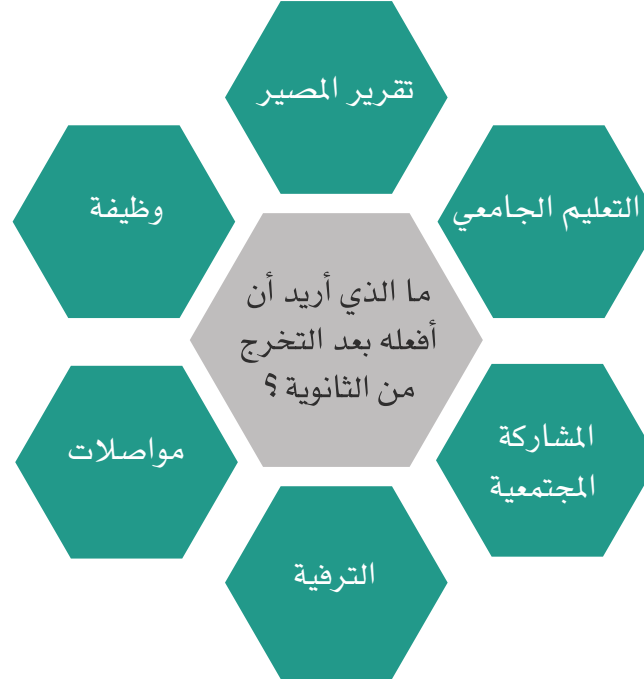 تقرير المصير
التعليم الجامعي
وظيفة
ما الذي أريد أن
أفعله بعد التخرج
من الثانوية ؟
المشاركة
المجتمعية
مواصلات
الترفية